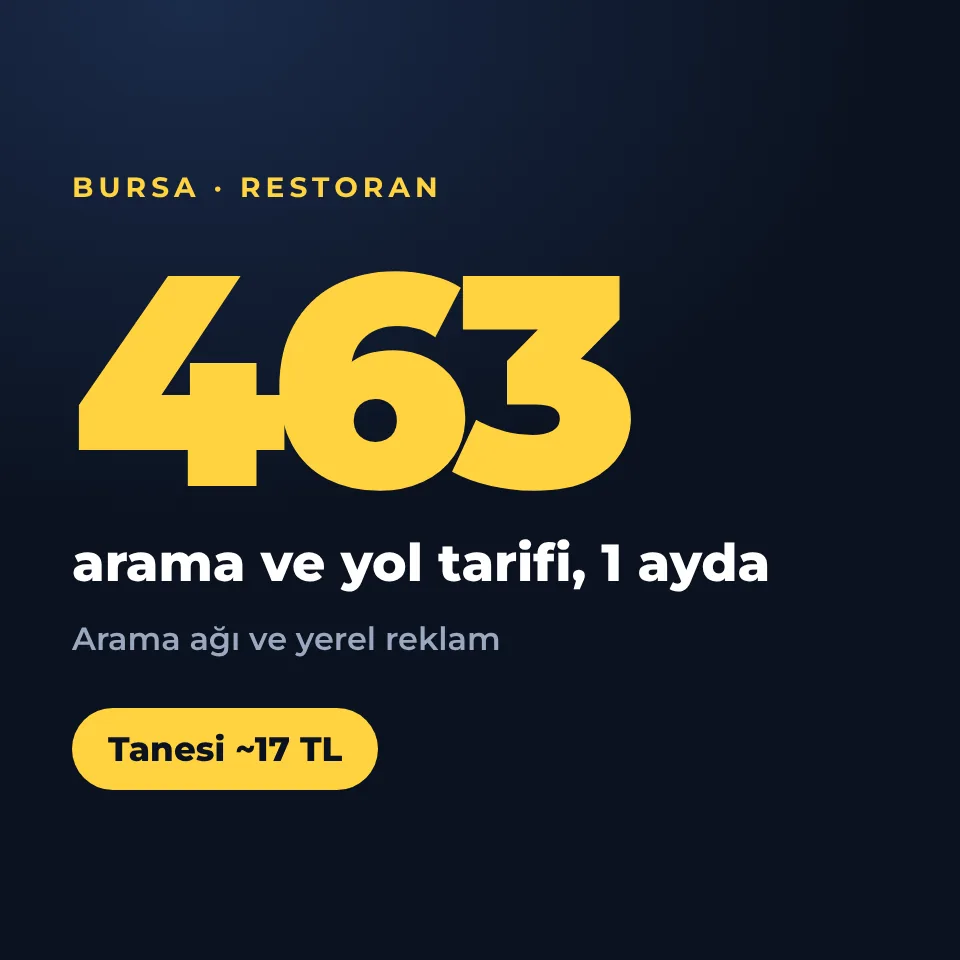 BURSA · RESTORAN
463
arama ve yol tarifi, 1 ayda
Arama ağı ve yerel reklam
Tanesi ~17 TL